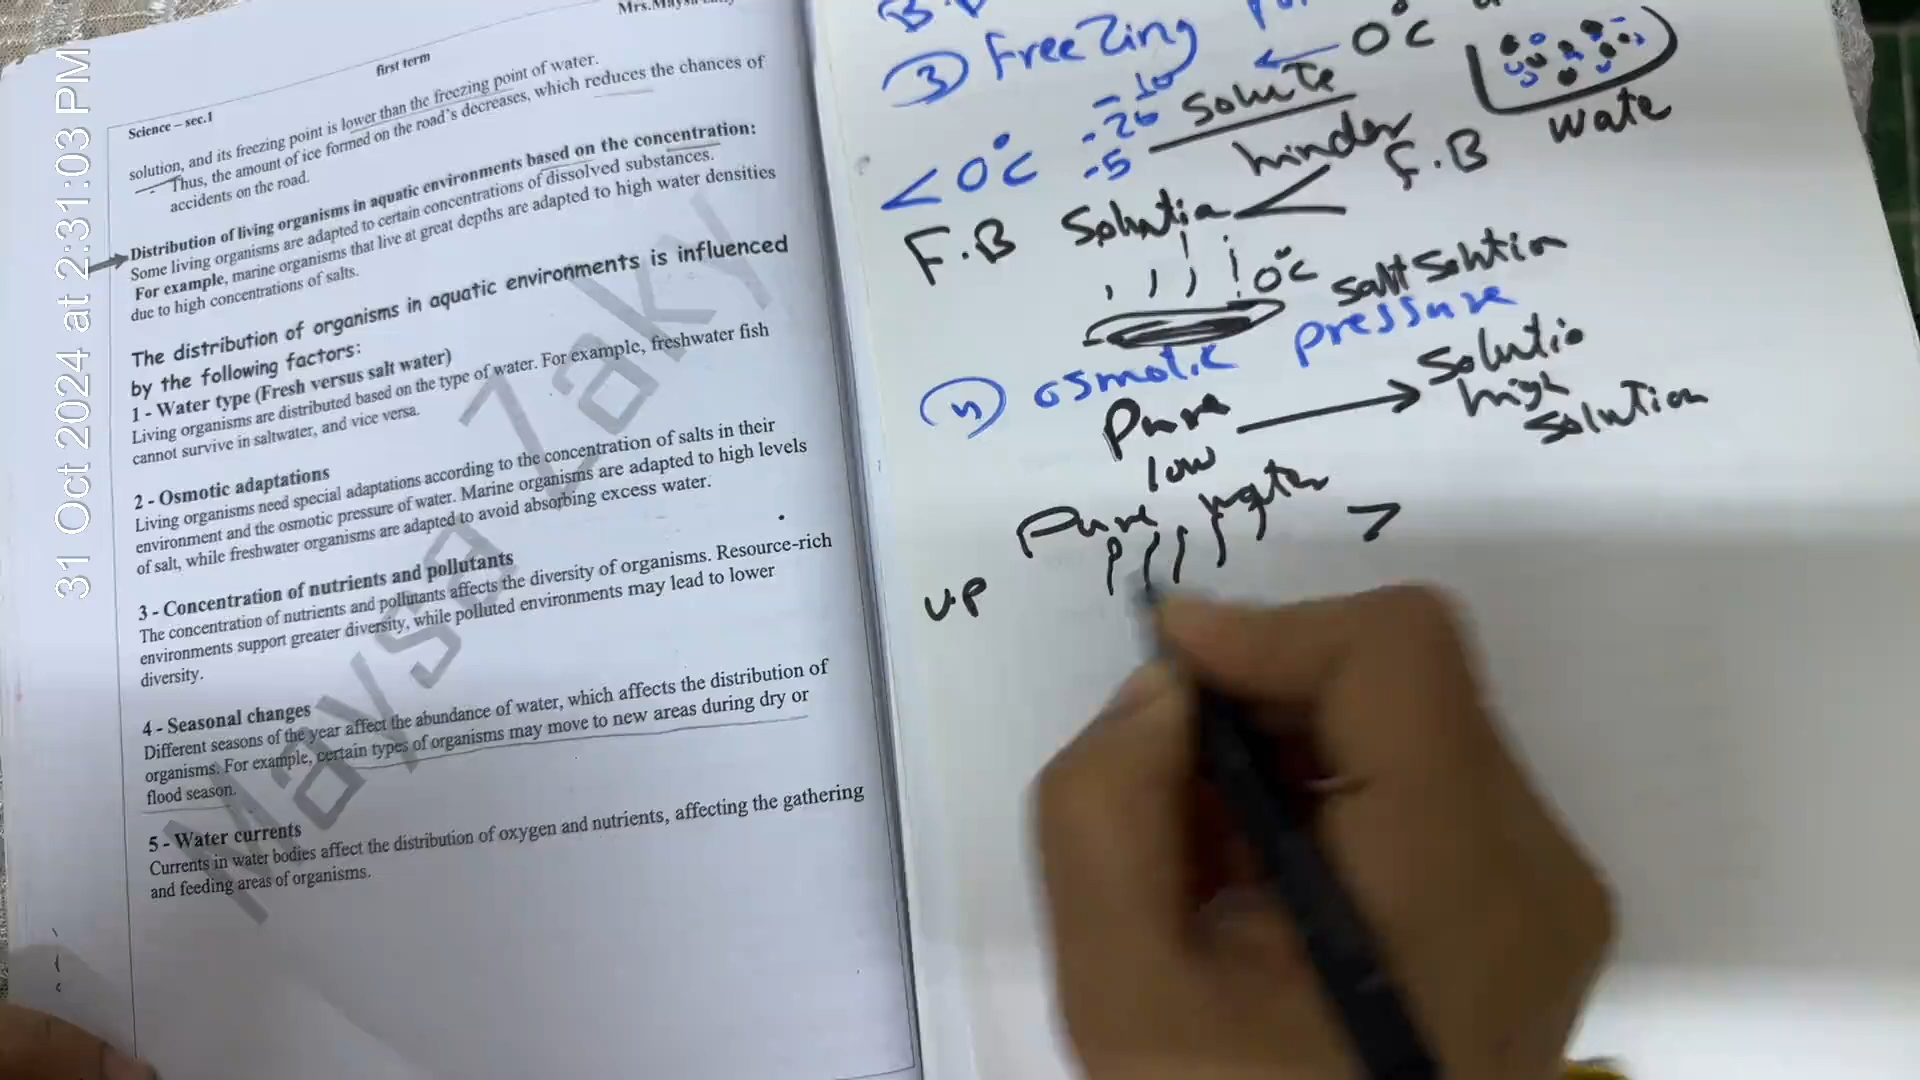 31 Oct 2024 at 2:31:03 PM
first term
Science – sec.1
solution, and its freezing point is lower than the freezing point of water.
Thus, the amount of ice formed on the road's decreases, which reduces the chances of
accidents on the road.
Distribution of living organisms in aquatic environments based on the concentration:
Some living organisms are adapted to certain concentrations of dissolved substances.
For example, marine organisms that live at great depths are adapted to high water densities
due to high concentrations of salts.
The distribution of organisms in aquatic environments is influenced
by the following factors:
1 - Water type (Fresh versus salt water)
Living organisms are distributed based on the type of water. For example, freshwater fish
cannot survive in saltwater, and vice versa.
2 - Osmotic adaptations
Living organisms need special adaptations according to the concentration of salts in their
environment and the osmotic pressure of water. Marine organisms are adapted to high levels
of salt, while freshwater organisms are adapted to avoid absorbing excess water.
3 - Concentration of nutrients and pollutants
The concentration of nutrients and pollutants affects the diversity of organisms. Resource-rich
environments support greater diversity, while polluted environments may lead to lower
diversity.
4 - Seasonal changes
Different seasons of the year affect the abundance of water, which affects the distribution of
organisms. For example, certain types of organisms may move to new areas during dry or
flood season.
5 - Water currents
Currents in water bodies affect the distribution of oxygen and nutrients, affecting the gathering
and feeding areas of organisms.
Maysa Zaky
3 Freezing
0°C
-10
-20
-5
Solute
hinder
< 0°C
F.B Solutio < F.B
wate
0°C
Salt Solution
osmotic pressure
Pure → Solutio
low
high
Solution
Pure water >
V.P